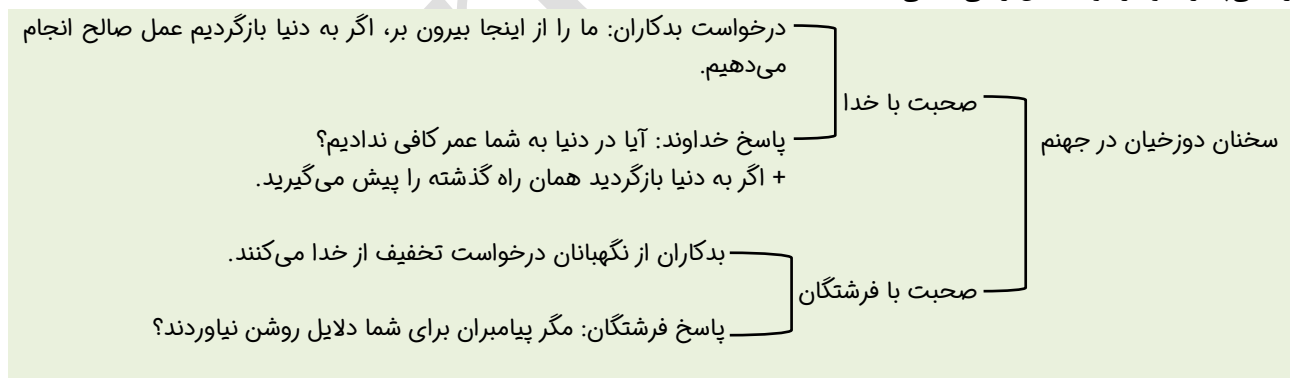 درخواست بدکاران: ما را از اینجا بیرون بر، اگر به دنیا بازگردیم عمل صالح انجام
می‌دهیم.
صحبت با خدا
پاسخ خداوند: آیا در دنیا به شما عمر کافی ندادیم؟
سخنان دوزخیان در جهنم
+ اگر به دنیا بازگردید همان راه گذشته را پیش می‌گیرید.
بدکاران از نگهبانان درخواست تخفیف از خدا می‌کنند.
صحبت با فرشتگان
پاسخ فرشتگان: مگر پیامبران برای شما دلایل روشن نیاوردند؟